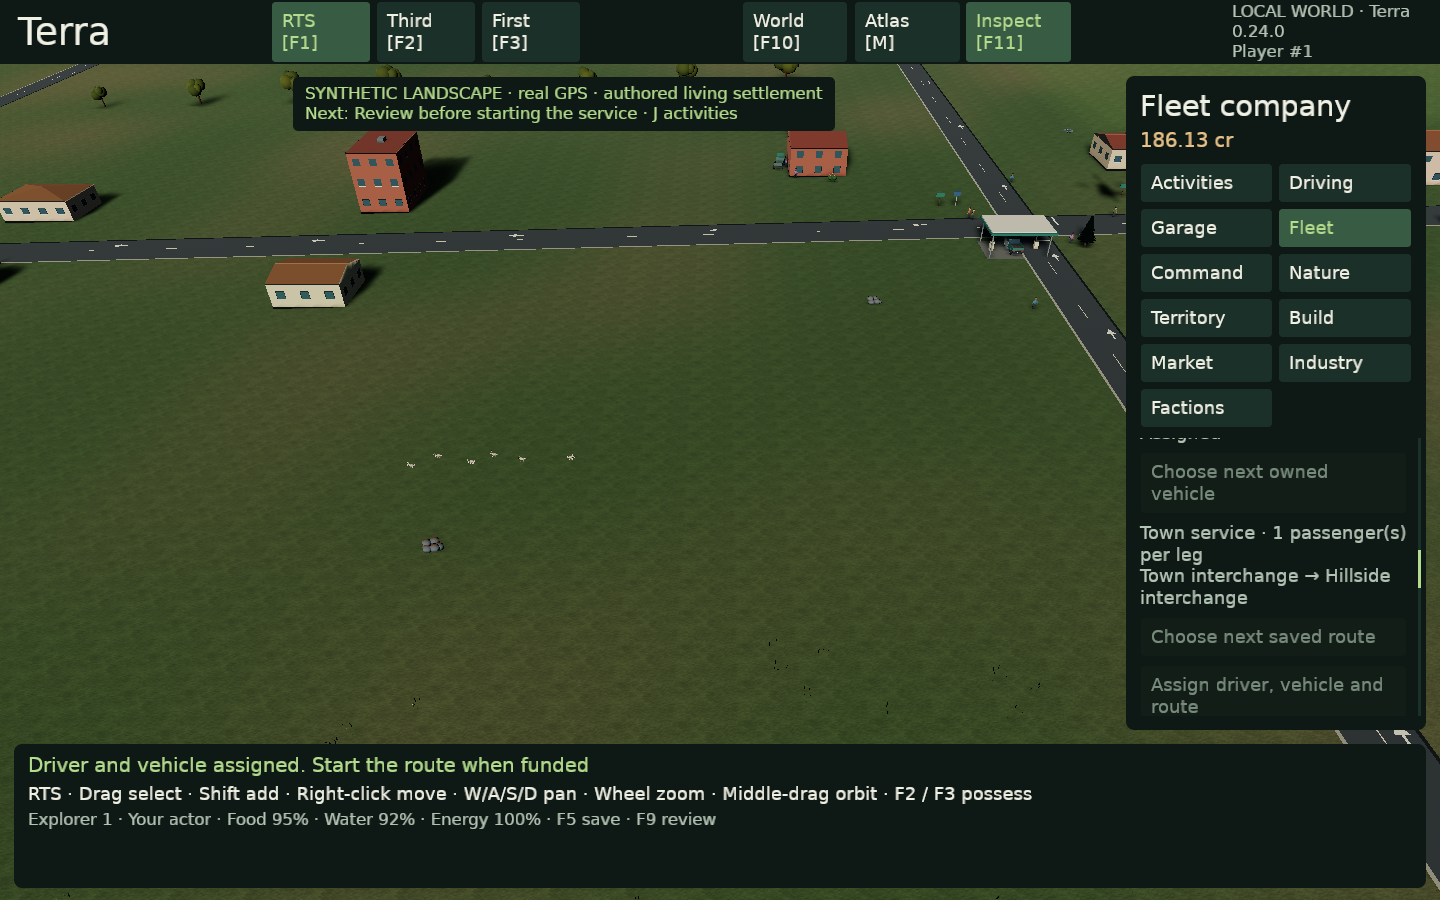 Terra
RTS
[F1]
Third
[F2]
First
[F3]
World
[F10]
Atlas
[M]
Inspect
[F11]
LOCAL WORLD · Terra
0.24.0
Player #1
SYNTHETIC LANDSCAPE · real GPS · authored living settlement
Next: Review before starting the service · J activities
Fleet company
186.13 cr
Activities
Driving
Garage
Fleet
Command
Nature
Territory
Build
Market
Industry
Factions
Assigned
Choose next owned
vehicle
Town service · 1 passenger(s)
per leg
Town interchange → Hillside
interchange
Choose next saved route
Assign driver, vehicle and
route
Driver and vehicle assigned. Start the route when funded
RTS · Drag select · Shift add · Right-click move · W/A/S/D pan · Wheel zoom · Middle-drag orbit · F2 / F3 possess
Explorer 1 · Your actor · Food 95% · Water 92% · Energy 100% · F5 save · F9 review